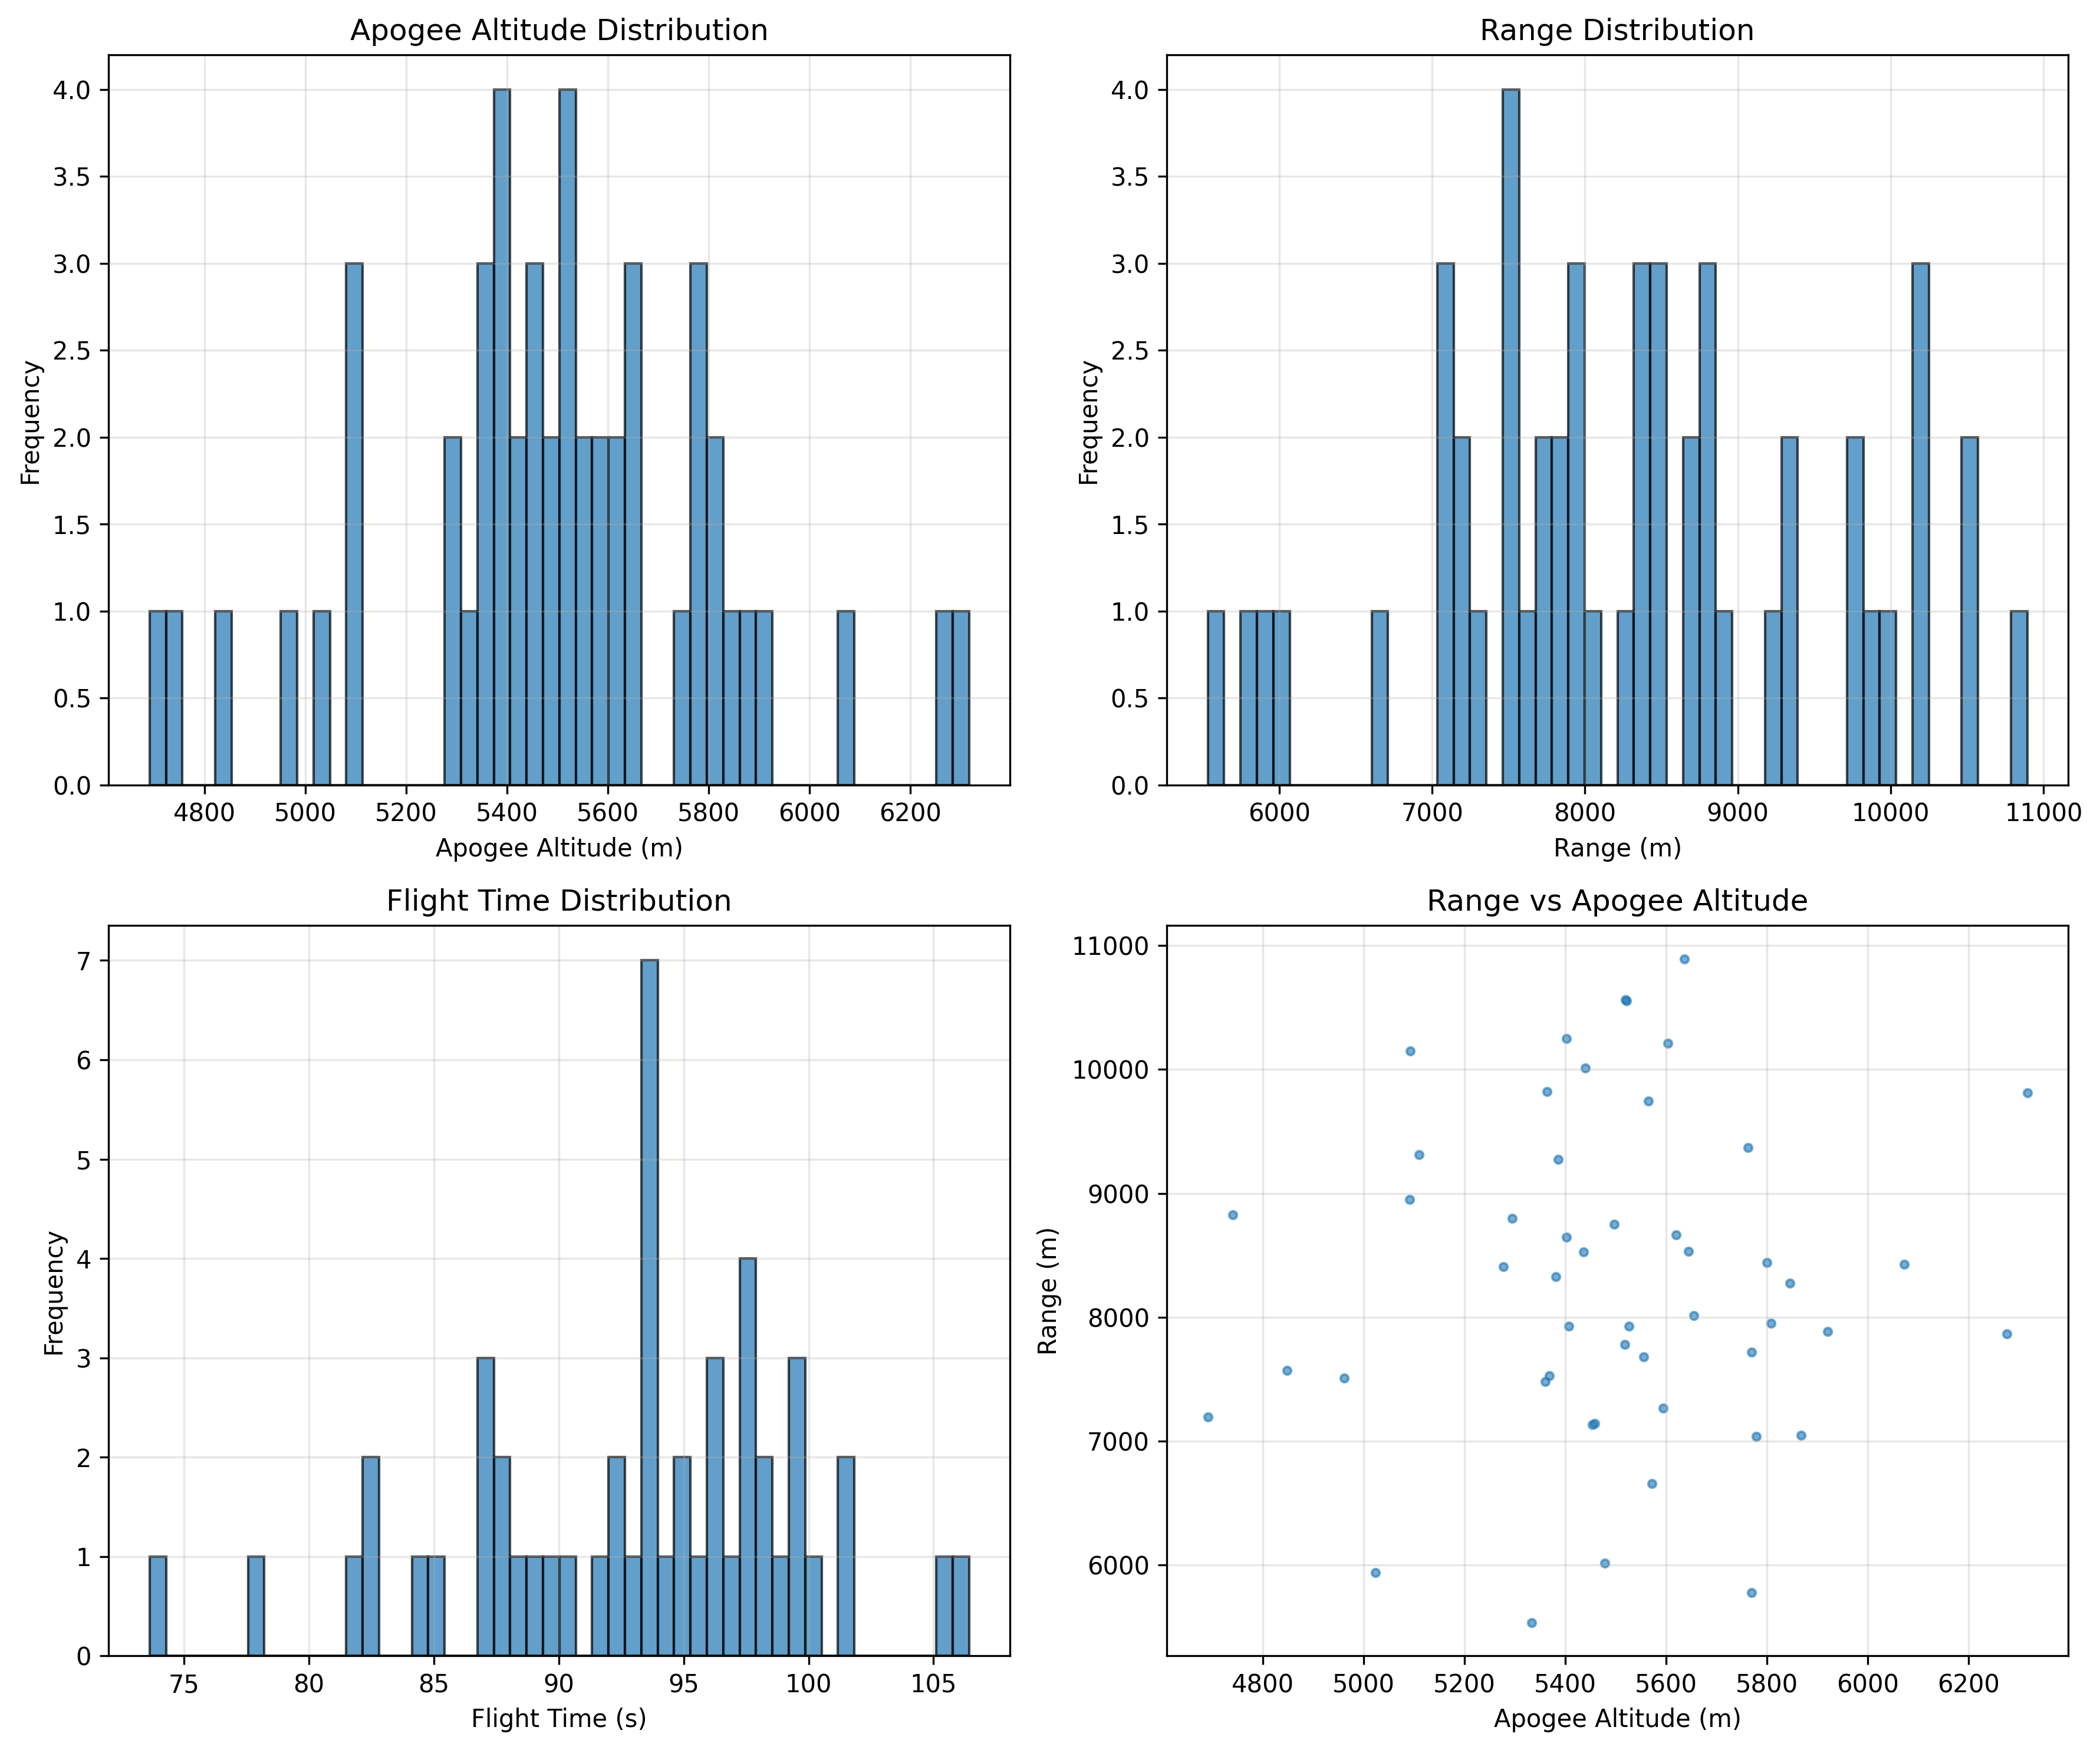 Apogee Altitude Distribution
Frequency
4.0
3.5
3.0
2.5
2.0
1.5
1.0
0.5
0.0
4800 5000 5200 5400 5600 5800 6000 6200
Apogee Altitude (m)
Range Distribution
Frequency
4.0
3.5
3.0
2.5
2.0
1.5
1.0
0.5
0.0
6000 7000 8000 9000 10000 11000
Range (m)
Flight Time Distribution
Frequency
7
6
5
4
3
2
1
0
75 80 85 90 95 100 105
Flight Time (s)
Range vs Apogee Altitude
Range (m)
11000
10000
9000
8000
7000
6000
4800 5000 5200 5400 5600 5800 6000 6200
Apogee Altitude (m)